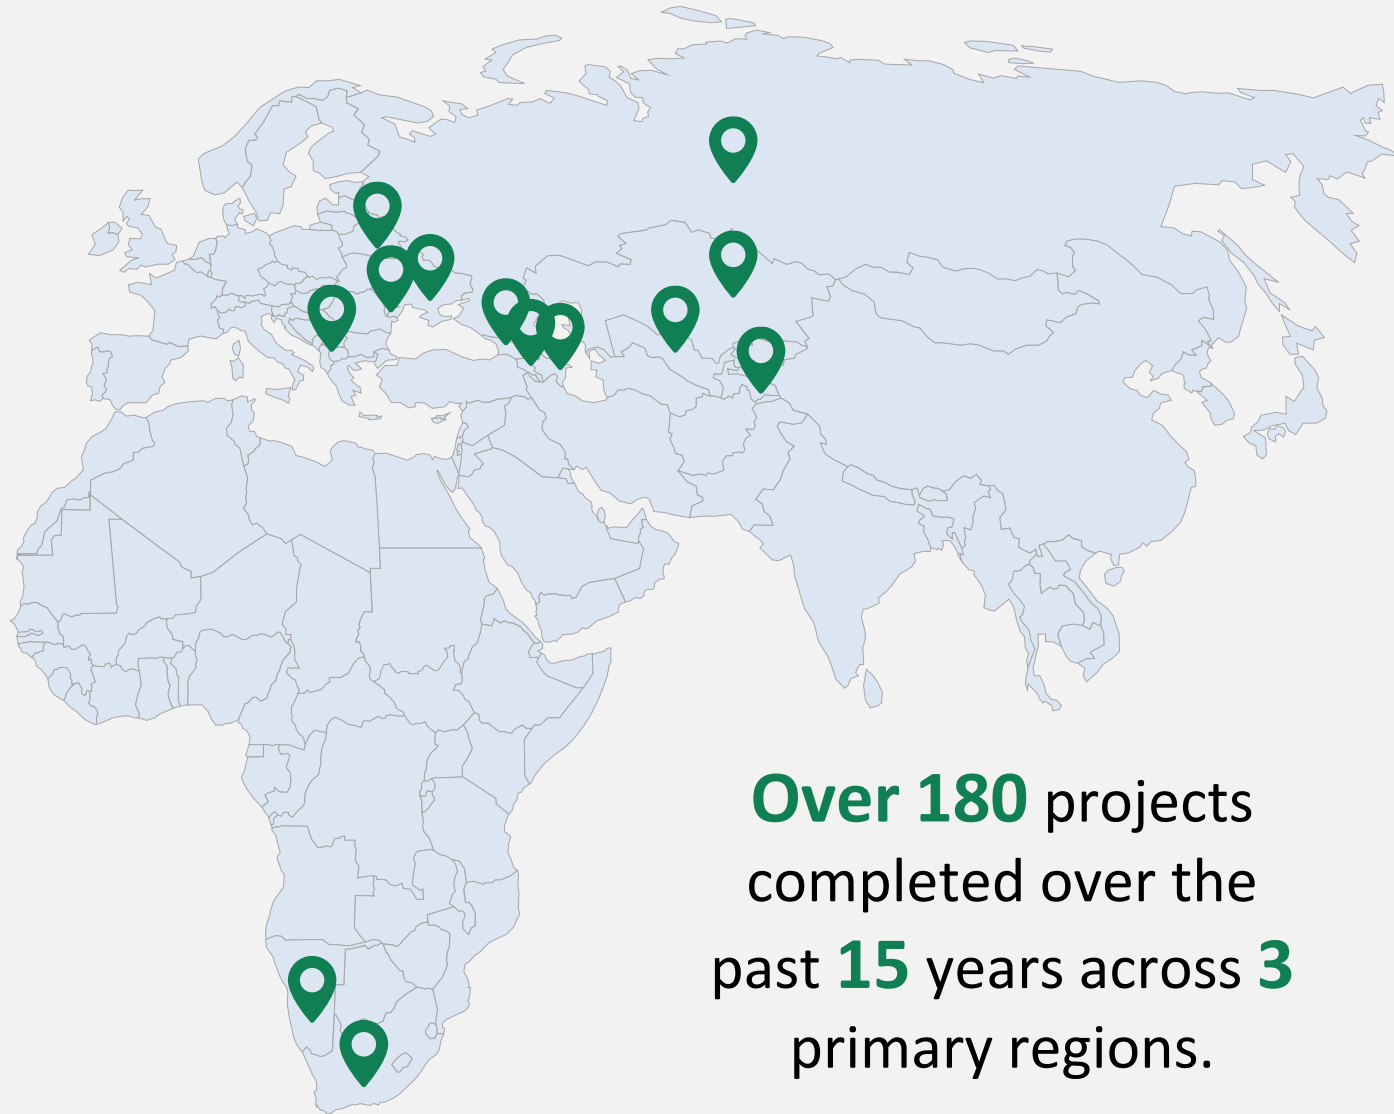 Over 180 projects
completed over the
past 15 years across 3
primary regions.